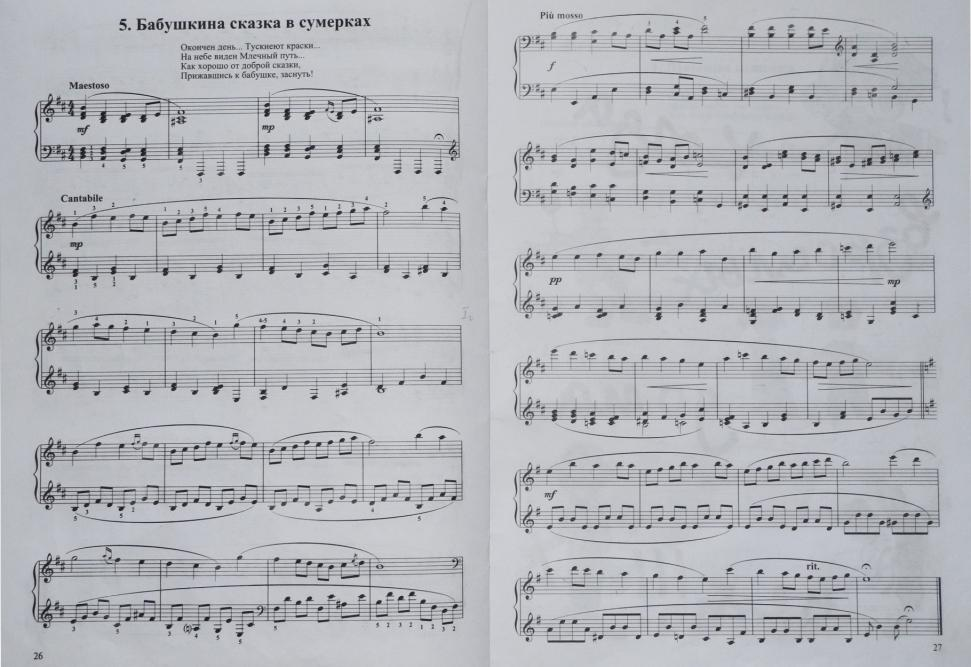 5. Бабушкина сказка в сумерках
Окончен день... Тускнеют краски...
На небе виден Млечный путь...
Как хорошо от доброй сказки,
Прижавшись к бабушке, заснуть!
Maestoso
mf
mp
Cantabile
mp
26
Più mosso
f
pp
mp
mf
rit.
27